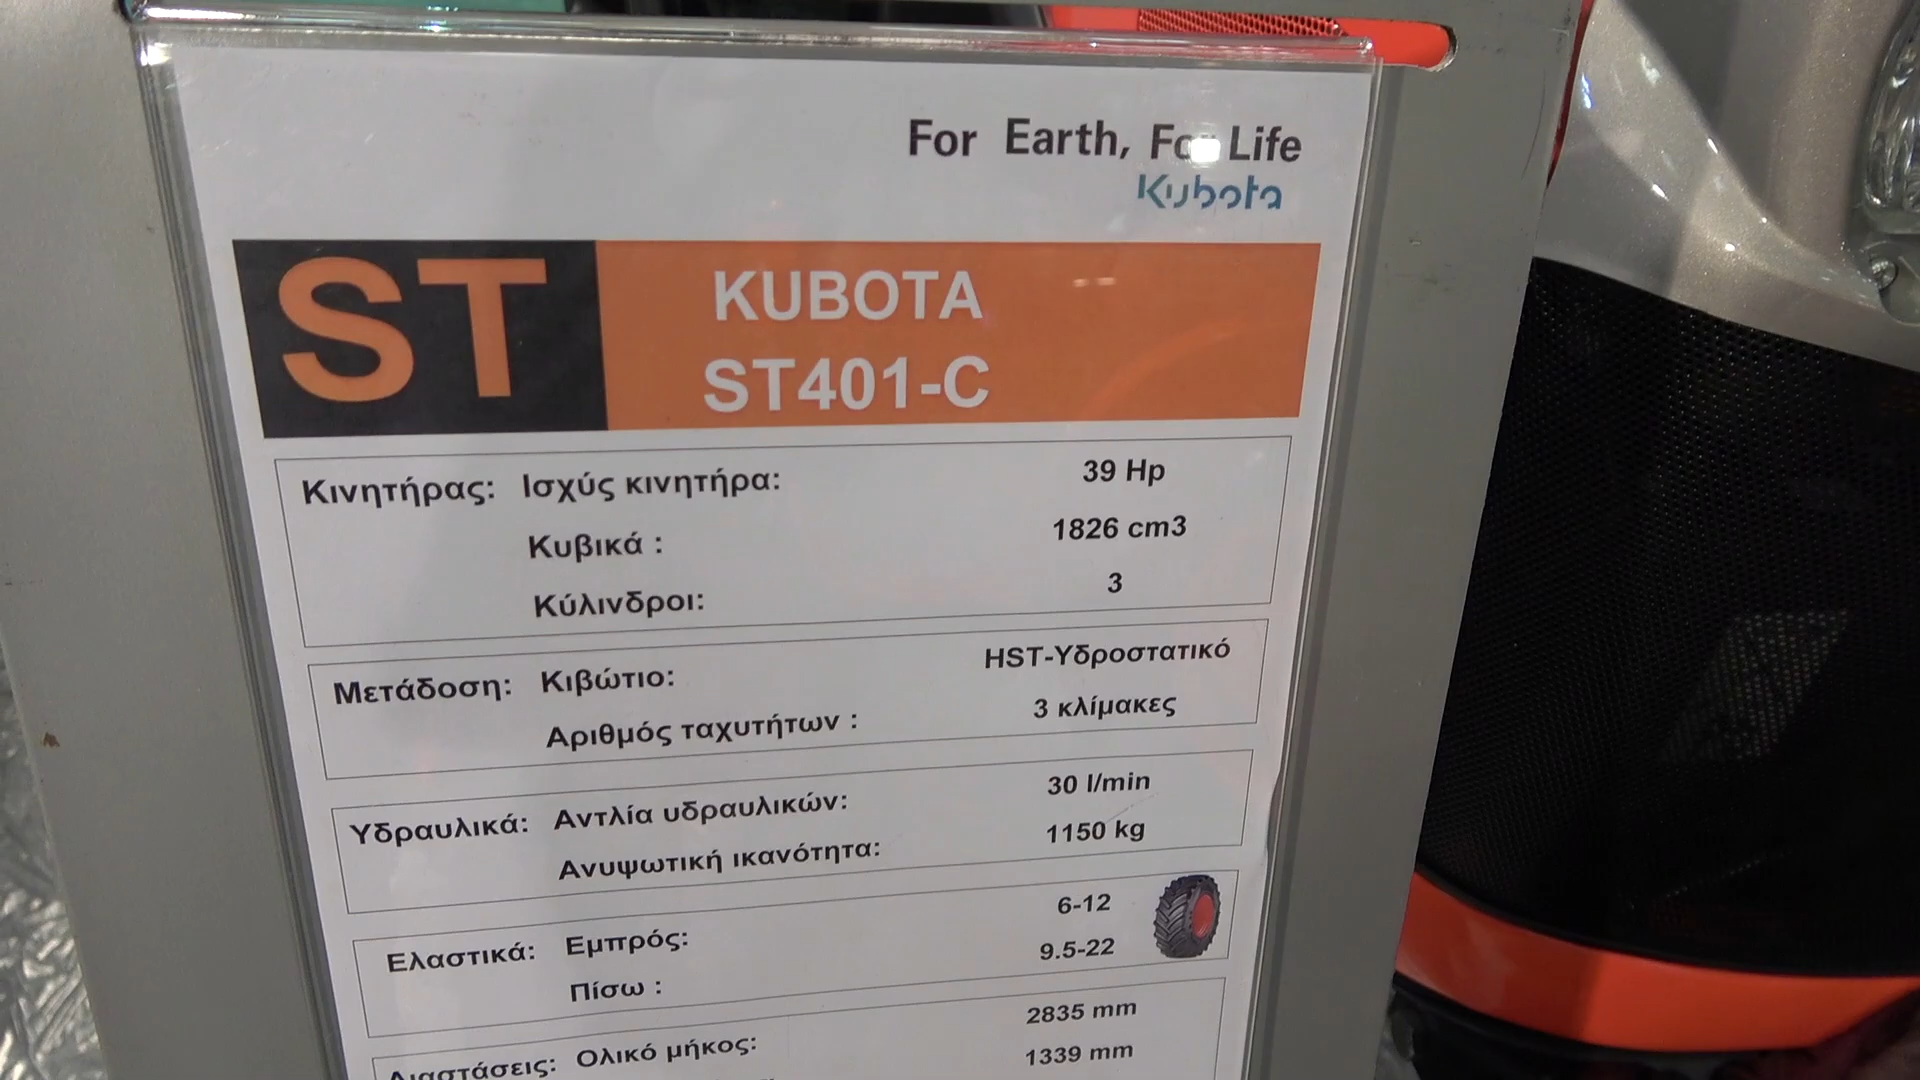 For Earth, For Life
Kubota
ST
KUBOTA
ST401-C
Κινητήρας: Ισχύς κινητήρα: 39 Hp
Κυβικά : 1826 cm3
Κύλινδροι: 3
Μετάδοση: Κιβώτιο: HST-Υδροστατικό
Αριθμός ταχυτήτων : 3 κλίμακες
Υδραυλικά: Αντλία υδραυλικών: 30 l/min
Ανυψωτική ικανότητα: 1150 kg
Ελαστικά: Εμπρός: 6-12
Πίσω : 9.5-22
Διαστάσεις: Ολικό μήκος: 2835 mm
1339 mm